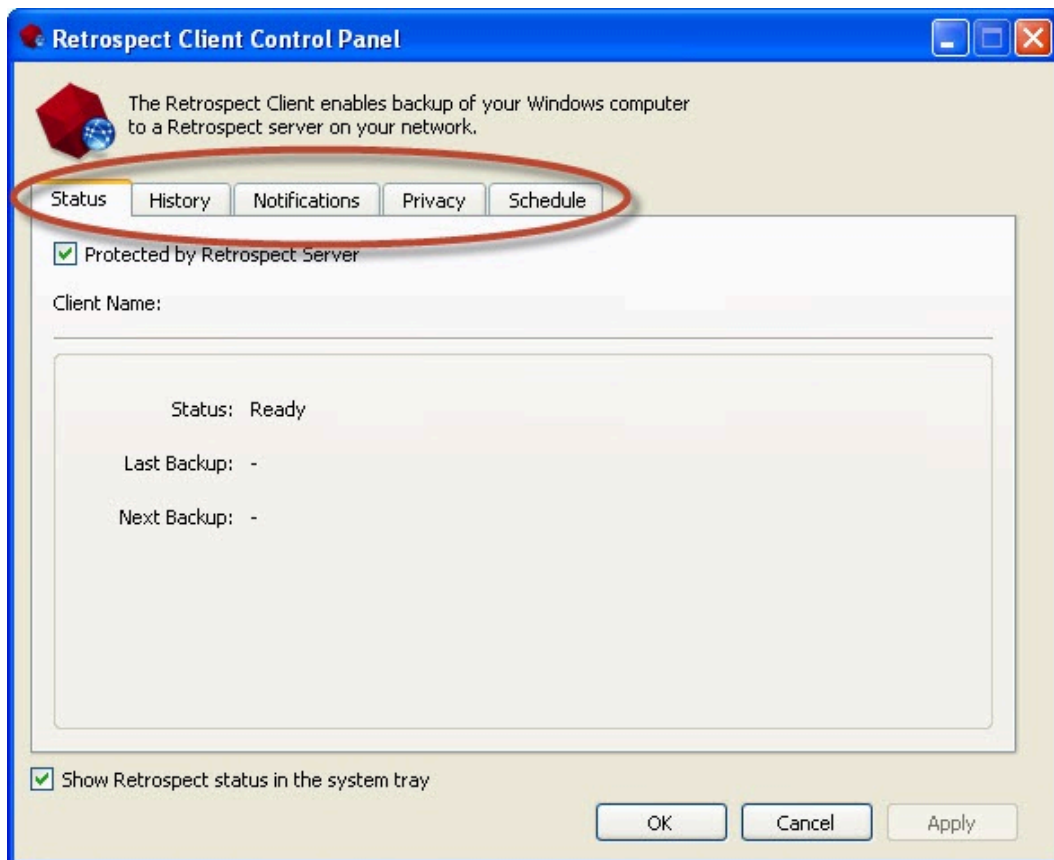 Retrospect Client Control Panel
The Retrospect Client enables backup of your Windows computer
to a Retrospect server on your network.
Status History Notifications Privacy Schedule
Protected by Retrospect Server
Client Name:
Status: Ready
Last Backup: -
Next Backup: -
Show Retrospect status in the system tray
OK Cancel Apply